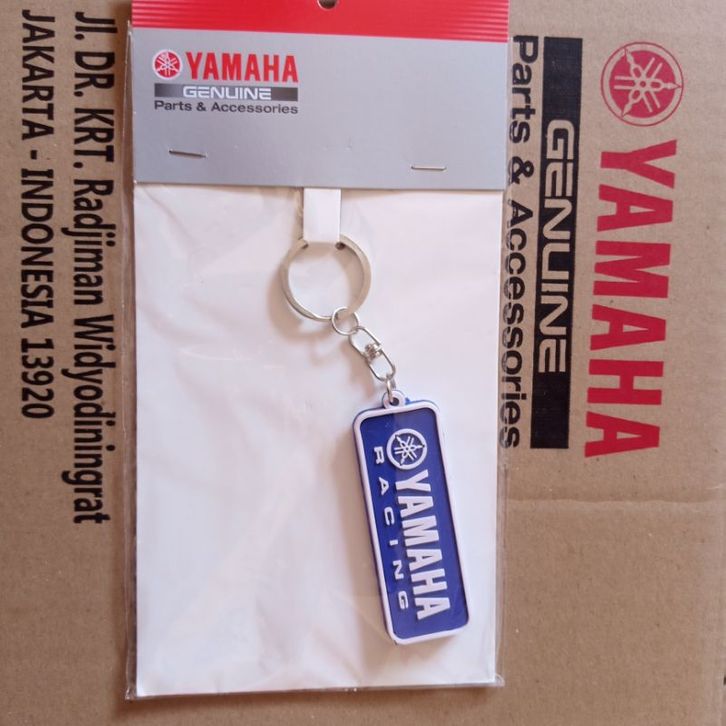 YAMAHA
GENUINE
Parts & Accessories
YAMAHA
RACING
YAMAHA
GENUINE
Parts & Accessories
Jl. DR. KRT. Radjiman Widyodiningrat
JAKARTA - INDONESIA 13920